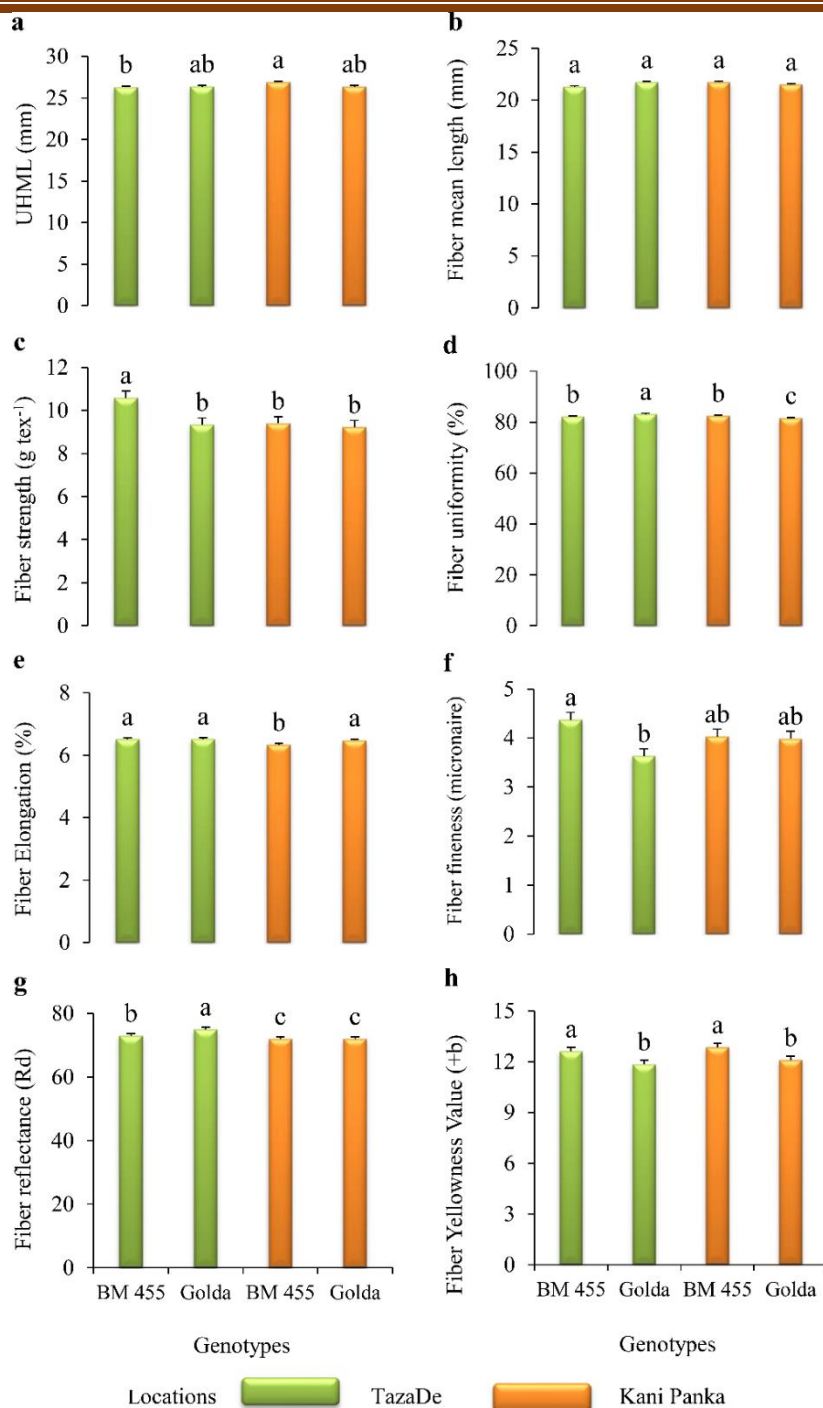 a
UHML (mm)
30
25
20
15
10
5
0
b ab a ab
b
Fiber mean length (mm)
25
20
15
10
5
0
a a a a
c
Fiber strength (g tex⁻¹)
12
10
8
6
4
2
0
a b b b
d
Fiber uniformity (%)
100
80
60
40
20
0
b a b c
e
Fiber Elongation (%)
8
6
4
2
0
a a b a
f
Fiber fineness (micronaire)
5
4
3
2
1
0
a b ab ab
g
Fiber reflectance (Rd)
80
60
40
20
0
b a c c
BM 455 Golda BM 455 Golda
Genotypes
h
Fiber Yellowness Value (+b)
15
12
9
6
3
0
a b a b
BM 455 Golda BM 455 Golda
Genotypes
Locations TazaDe Kani Panka